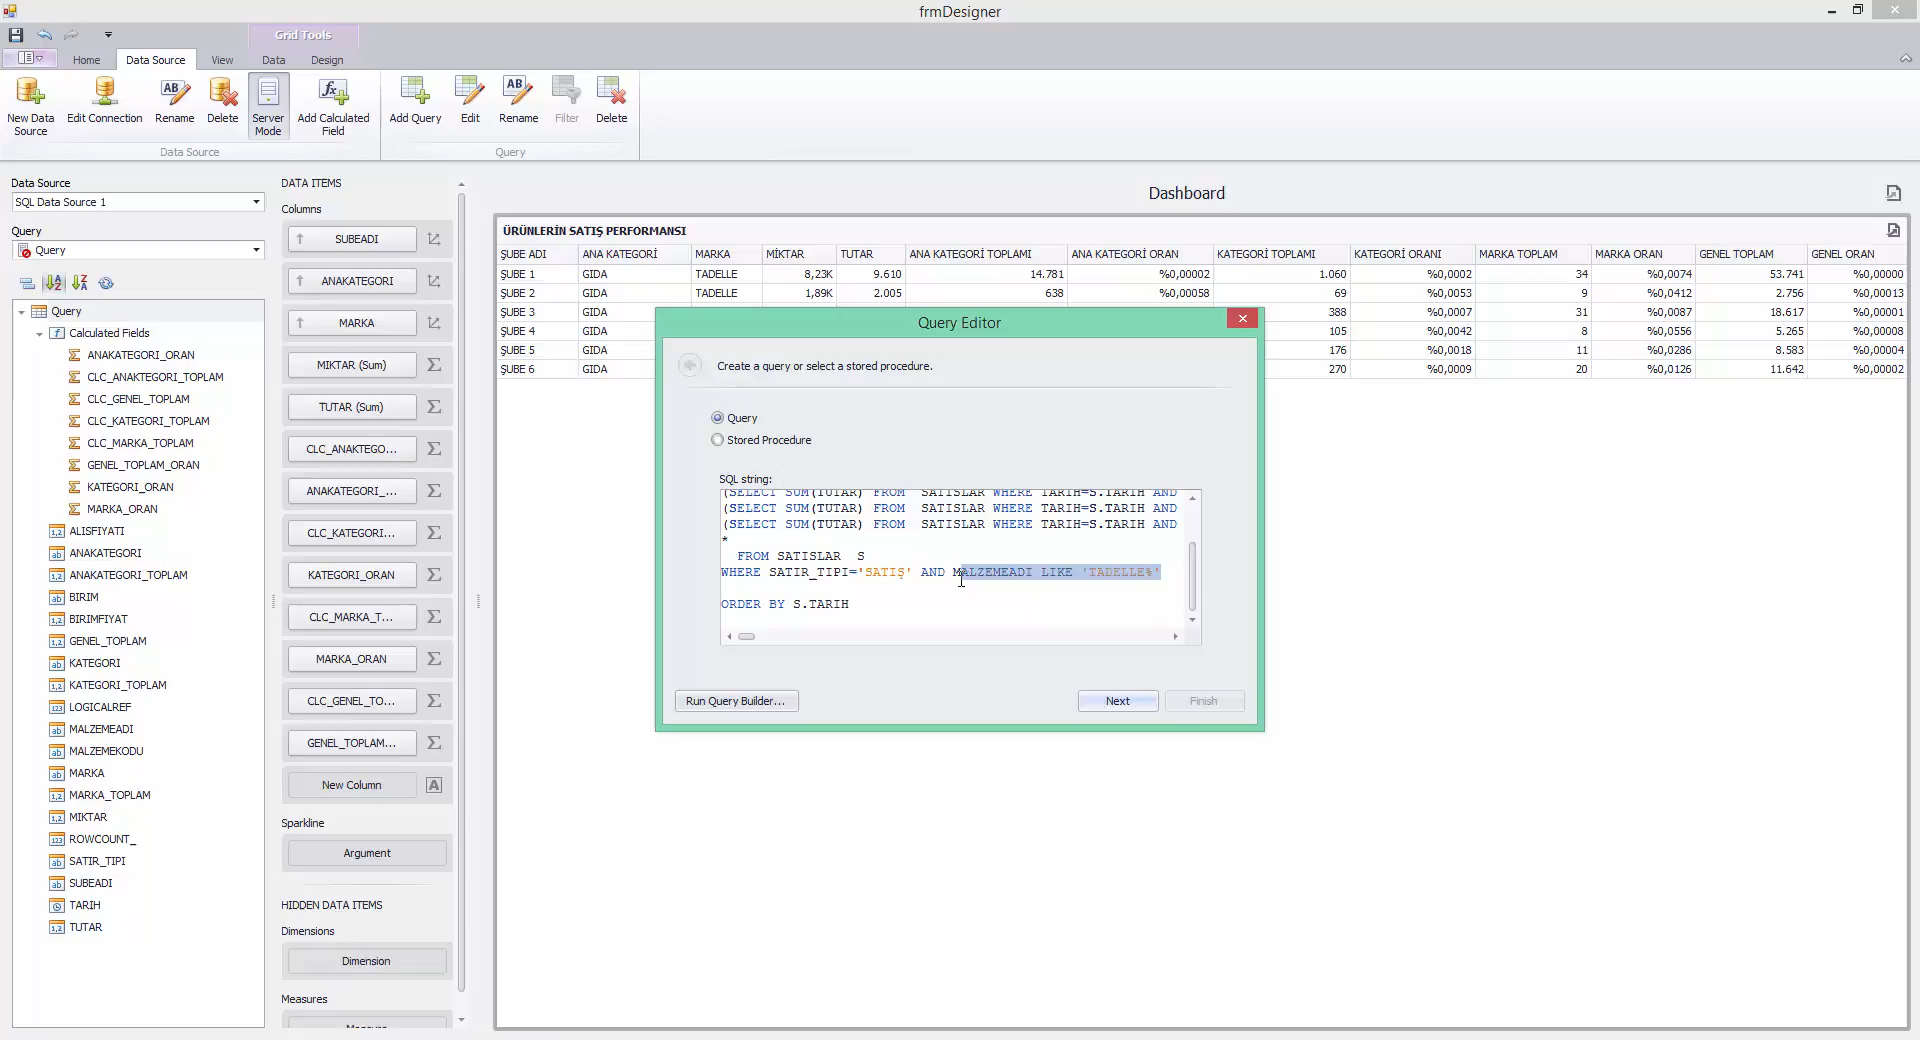 frmDesigner
Grid Tools
Home
Data Source
View
Data
Design
New Data Source
Edit Connection
Rename
Delete
Server Mode
Add Calculated Field
Add Query
Edit
Rename
Filter
Delete
Data Source
Query
Data Source
SQL Data Source 1
Query
Query
Query
Calculated Fields
ANAKATEGORI_ORAN
CLC_ANAKTEGORI_TOPLAM
CLC_GENEL_TOPLAM
CLC_KATEGORI_TOPLAM
CLC_MARKA_TOPLAM
GENEL_TOPLAM_ORAN
KATEGORI_ORAN
MARKA_ORAN
ALISFIYATI
ANAKATEGORI
ANAKATEGORI_TOPLAM
BIRIM
BIRIMFIYAT
GENEL_TOPLAM
KATEGORI
KATEGORI_TOPLAM
LOGICALREF
MALZEMEADI
MALZEMEKODU
MARKA
MARKA_TOPLAM
MIKTAR
ROWCOUNT_
SATIR_TIPI
SUBEADI
TARIH
TUTAR
DATA ITEMS
Columns
SUBEADI
ANAKATEGORI
MARKA
MIKTAR (Sum)
TUTAR (Sum)
CLC_ANAKTEGO...
ANAKATEGORI_...
CLC_KATEGORI...
KATEGORI_ORAN
CLC_MARKA_T...
MARKA_ORAN
CLC_GENEL_TO...
GENEL_TOPLAM...
New Column
Sparkline
Argument
HIDDEN DATA ITEMS
Dimensions
Dimension
Measures
Measure
Dashboard
ÜRÜNLERİN SATIŞ PERFORMANSI
ŞUBE ADI ANA KATEGORİ MARKA MİKTAR TUTAR ANA KATEGORİ TOPLAMI ANA KATEGORİ ORAN KATEGORİ TOPLAMI KATEGORİ ORANI MARKA TOPLAM MARKA ORAN GENEL TOPLAM GENEL ORAN
ŞUBE 1 GIDA TADELLE 8,23K 9.610 14.781 %0,00002 1.060 %0,0002 34 %0,0074 53.741 %0,00000
ŞUBE 2 GIDA TADELLE 1,89K 2.005 638 %0,00058 69 %0,0053 9 %0,0412 2.756 %0,00013
ŞUBE 3 GIDA 388 %0,0007 31 %0,0087 18.617 %0,00001
ŞUBE 4 GIDA 105 %0,0042 8 %0,0556 5.265 %0,00008
ŞUBE 5 GIDA 176 %0,0018 11 %0,0286 8.583 %0,00004
ŞUBE 6 GIDA 270 %0,0009 20 %0,0126 11.642 %0,00002
Query Editor
Create a query or select a stored procedure.
Query
Stored Procedure
SQL string:
(SELECT SUM(TUTAR) FROM SATISLAR WHERE TARIH=S.TARIH AND
(SELECT SUM(TUTAR) FROM SATISLAR WHERE TARIH=S.TARIH AND
(SELECT SUM(TUTAR) FROM SATISLAR WHERE TARIH=S.TARIH AND
*
FROM SATISLAR S
WHERE SATIR_TIPI='SATIŞ' AND MALZEMEADI LIKE 'TABELLE%'
ORDER BY S.TARIH
Run Query Builder...
Next
Finish